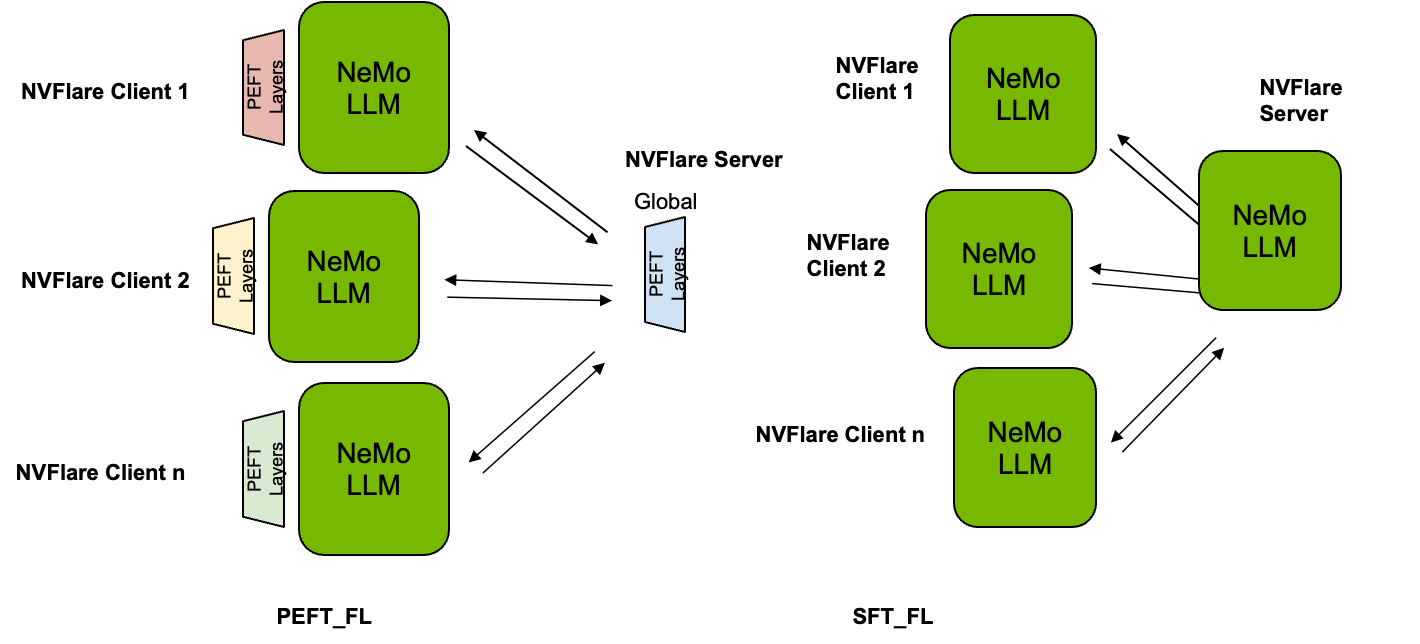 NVFlare Client 1
PEFT
Layers
NeMo
LLM
NVFlare Client 2
PEFT
Layers
NeMo
LLM
NVFlare Client n
PEFT
Layers
NeMo
LLM
NVFlare Server
Global
PEFT
Layers
PEFT_FL
NVFlare
Client 1
NeMo
LLM
NVFlare
Client 2
NeMo
LLM
NVFlare Client n
NeMo
LLM
NVFlare
Server
NeMo
LLM
SFT_FL